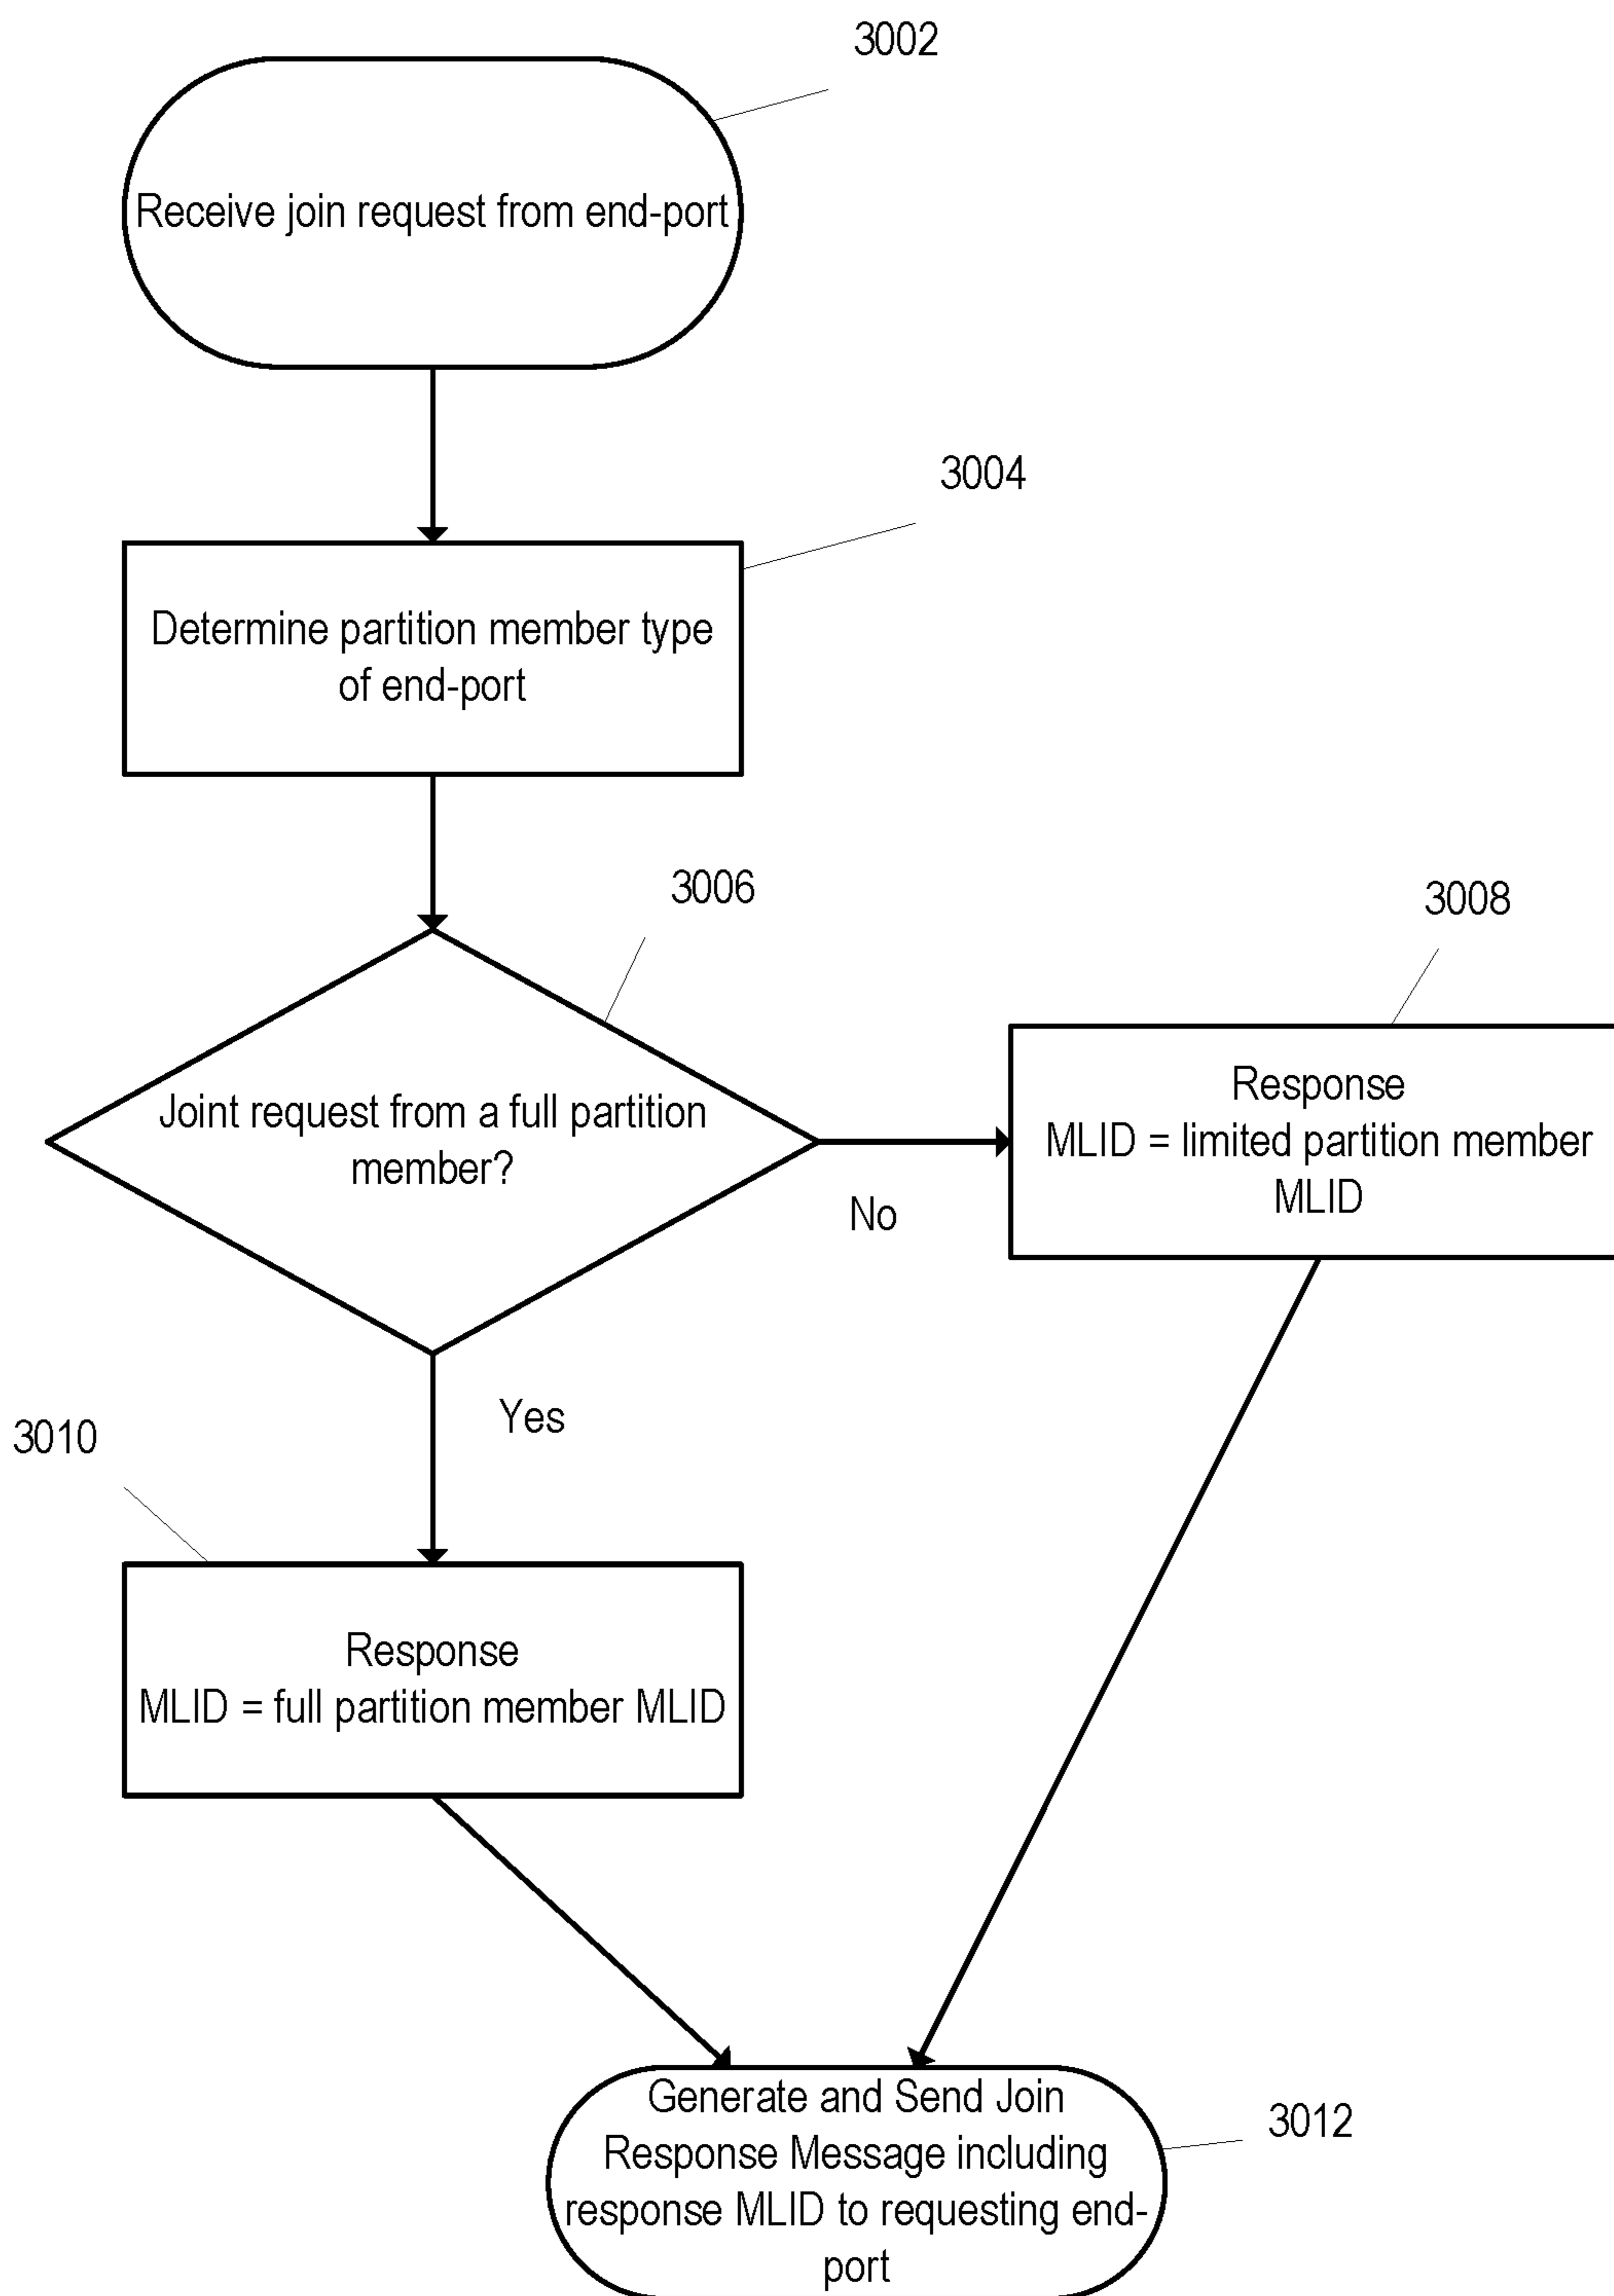 3002
Receive join request from end-port
3004
Determine partition member type
of end-port
3006
Joint request from a full partition
member?
No
3008
Response
MLID = limited partition member
MLID
Yes
3010
Response
MLID = full partition member MLID
3012
Generate and Send Join
Response Message including
response MLID to requesting end-
port